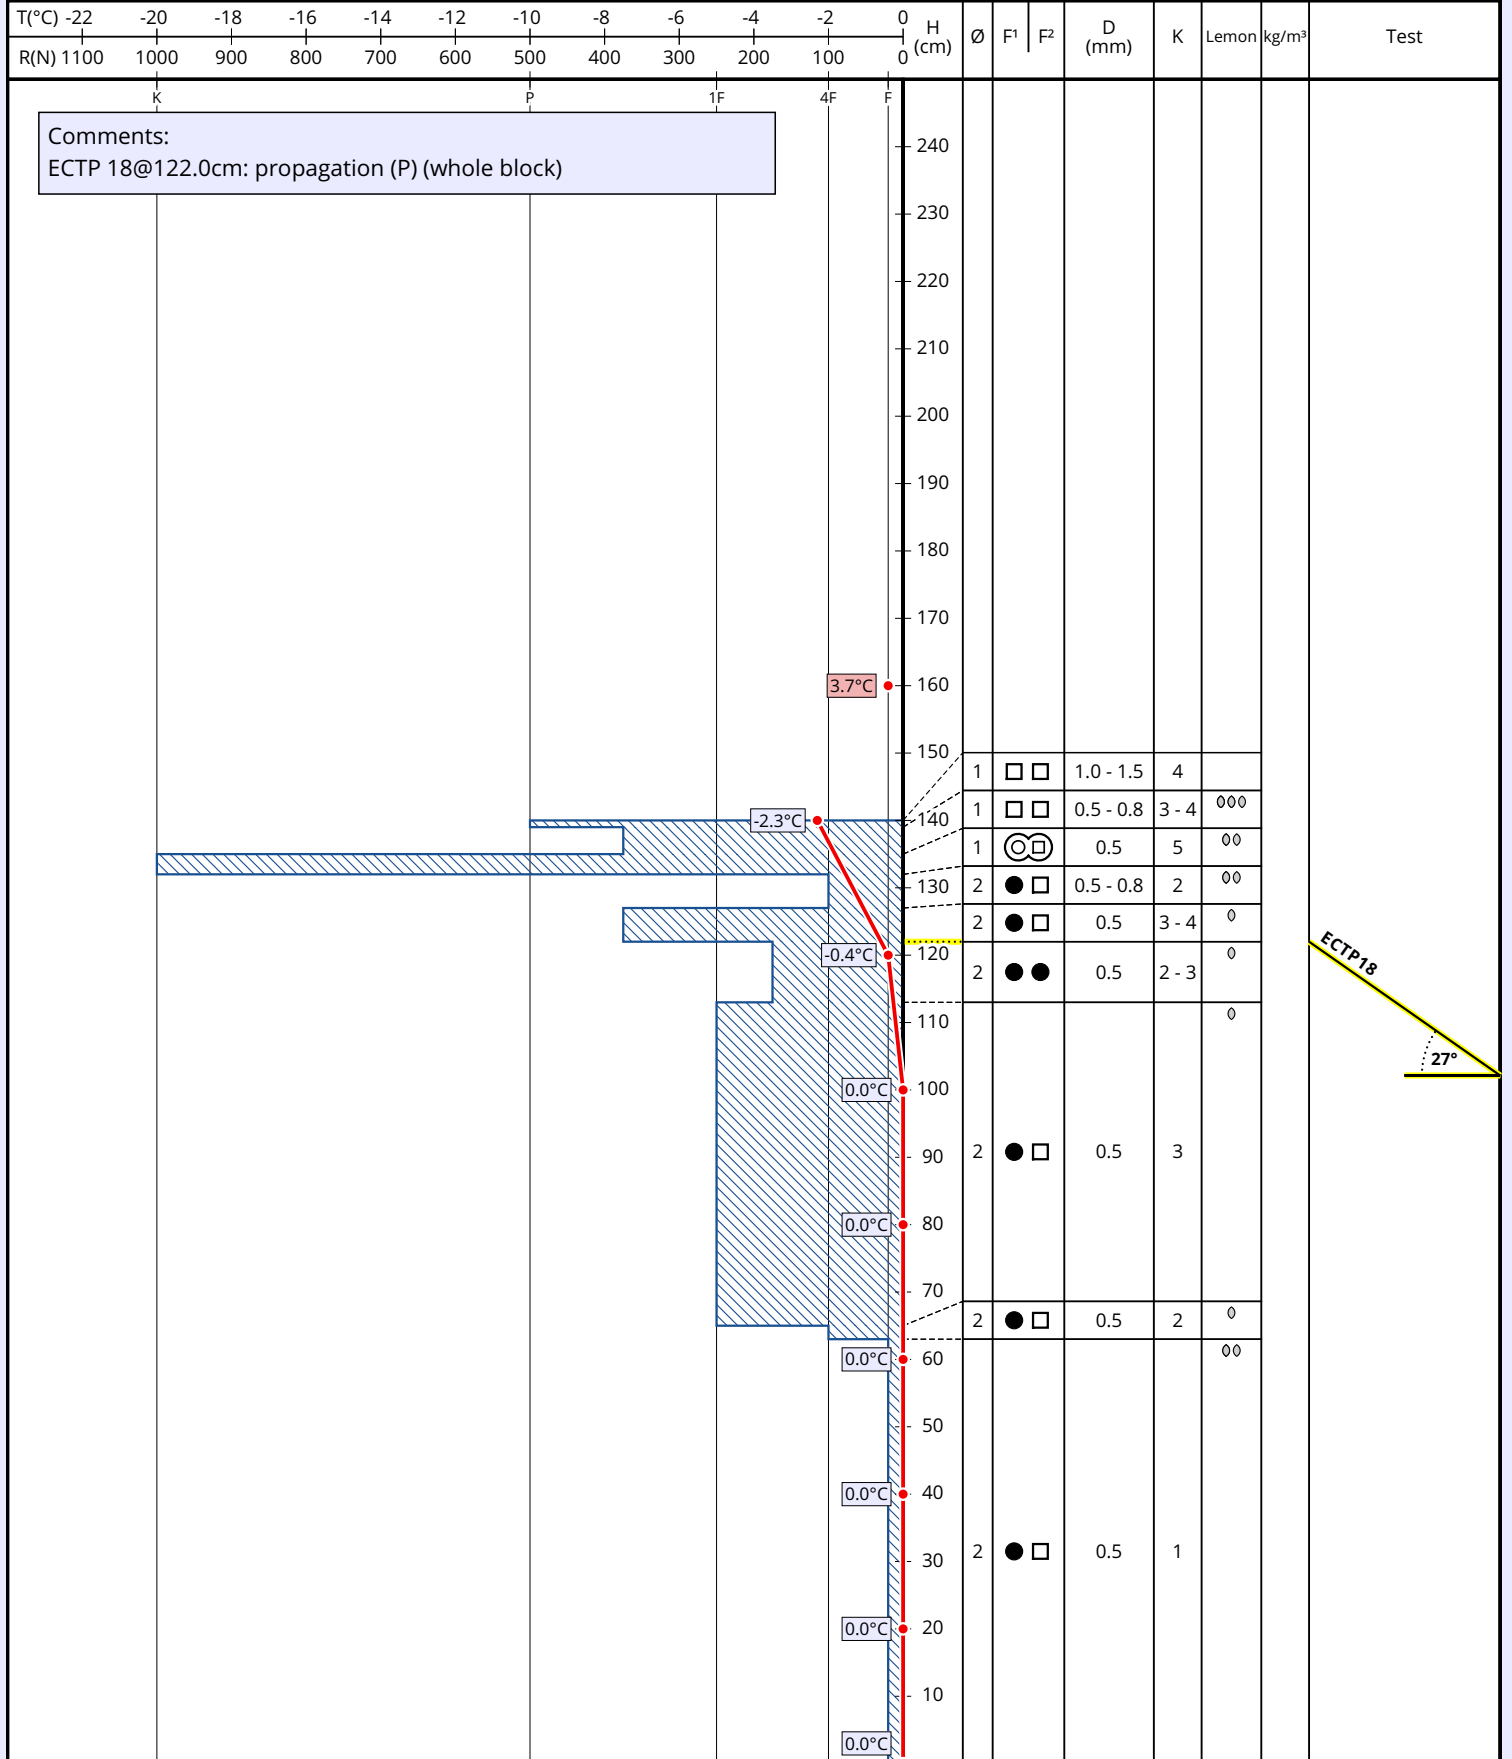 T(°C) -22 -20 -18 -16 -14 -12 -10 -8 -6 -4 -2 0
R(N) 1100 1000 900 800 700 600 500 400 300 200 100 0
H (cm) Ø F¹ F² D (mm) K Lemon kg/m³ Test
K P 1F 4F F
Comments:
ECTP 18@122.0cm: propagation (P) (whole block)
240
230
220
210
200
190
180
170
3.7°C 160
150
1 1.0 - 1.5 4
1 0.5 - 0.8 3 - 4
-2.3°C 140
1 0.5 5
130 2 0.5 - 0.8 2
2 0.5 3 - 4
ECTP18
-0.4°C 120
2 0.5 2 - 3
110
27°
0.0°C 100
90 2 0.5 3
0.0°C 80
70
2 0.5 2
0.0°C 60
50
0.0°C 40
30 2 0.5 1
0.0°C 20
10
0.0°C